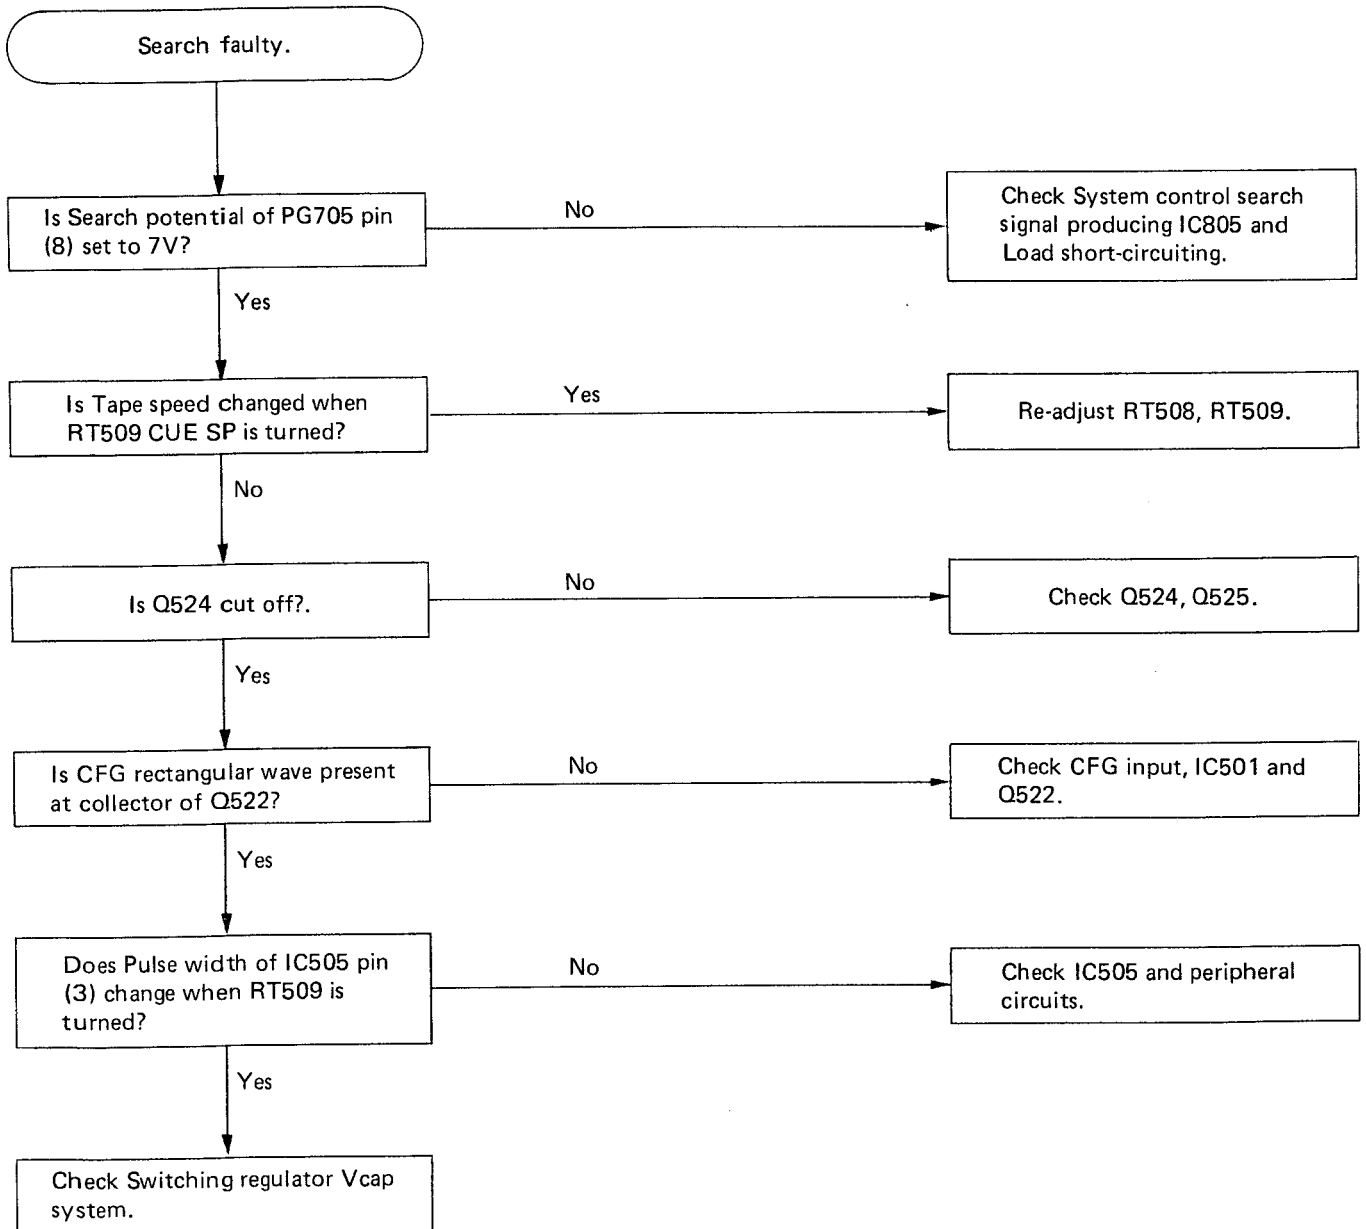 Search faulty.
Is Search potential of PG705 pin
(8) set to 7V?
No
Check System control search
signal producing IC805 and
Load short-circuiting.
Yes
Is Tape speed changed when
RT509 CUE SP is turned?
Yes
Re-adjust RT508, RT509.
No
Is Q524 cut off?.
No
Check Q524, Q525.
Yes
Is CFG rectangular wave present
at collector of Q522?
No
Check CFG input, IC501 and
Q522.
Yes
Does Pulse width of IC505 pin
(3) change when RT509 is
turned?
No
Check IC505 and peripheral
circuits.
Yes
Check Switching regulator Vcap
system.